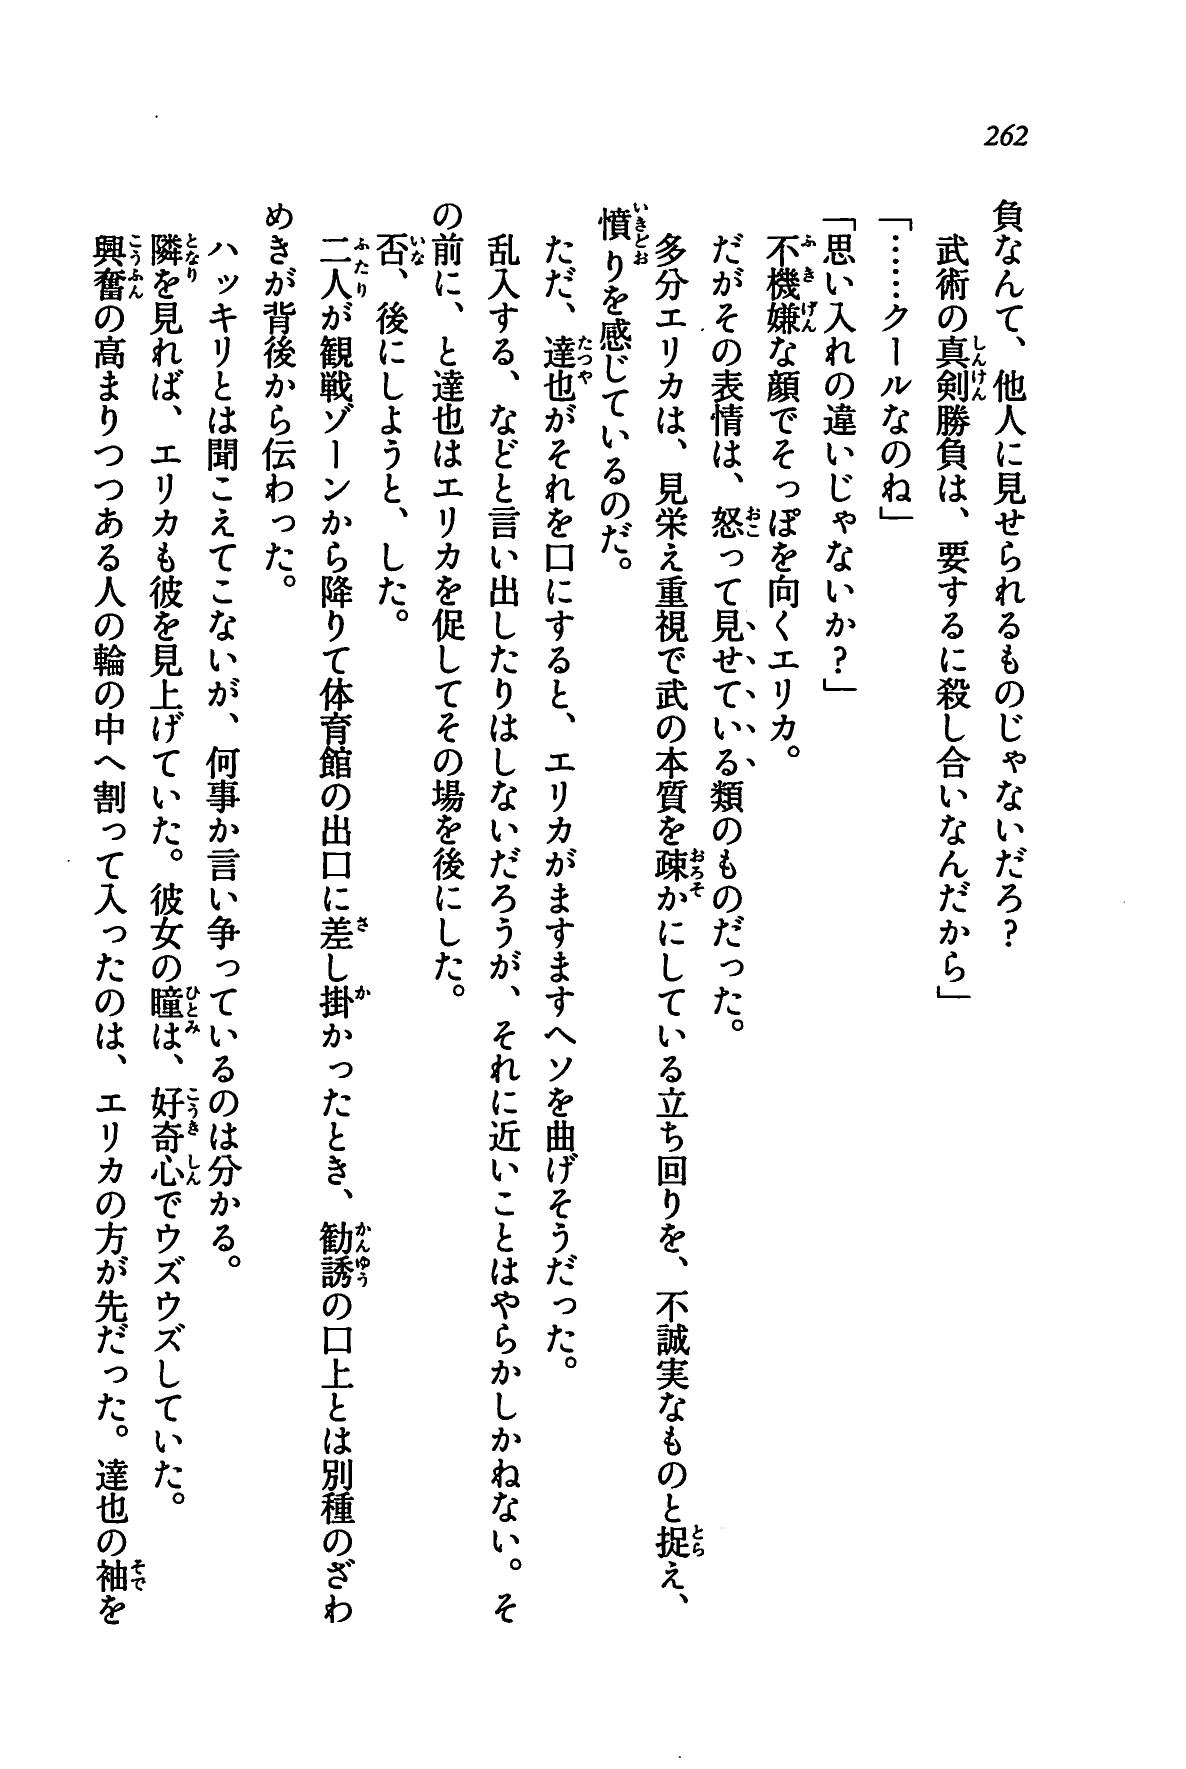 262
負なんて、他人に見せられるものじゃないだろ？
武術の真剣勝負は、要するに殺し合いなんだから」
「……クールなのね」
「思い入れの違いじゃないか？」
不機嫌な顔でそっぽを向くエリカ。
だがその表情は、怒って見せている類のものだった。
多分エリカは、見栄え重視で武の本質を疎かにしている立ち回りを、不誠実なものと捉え、
憤りを感じているのだ。
ただ、達也がそれを口にすると、エリカがますますヘソを曲げそうだった。
乱入する、などと言い出したりはしないだろうが、それに近いことはやらかしかねない。そ
の前に、と達也はエリカを促してその場を後にした。
否、後にしようと、した。
二人が観戦ゾーンから降りて体育館の出口に差し掛かったとき、勧誘の口上とは別種のざわ
めきが背後から伝わった。
ハッキリとは聞こえてこないが、何事か言い争っているのは分かる。
隣を見れば、エリカも彼を見上げていた。彼女の瞳は、好奇心でウズウズしていた。
興奮の高まりつつある人の輪の中へ割って入ったのは、エリカの方が先だった。達也の袖を